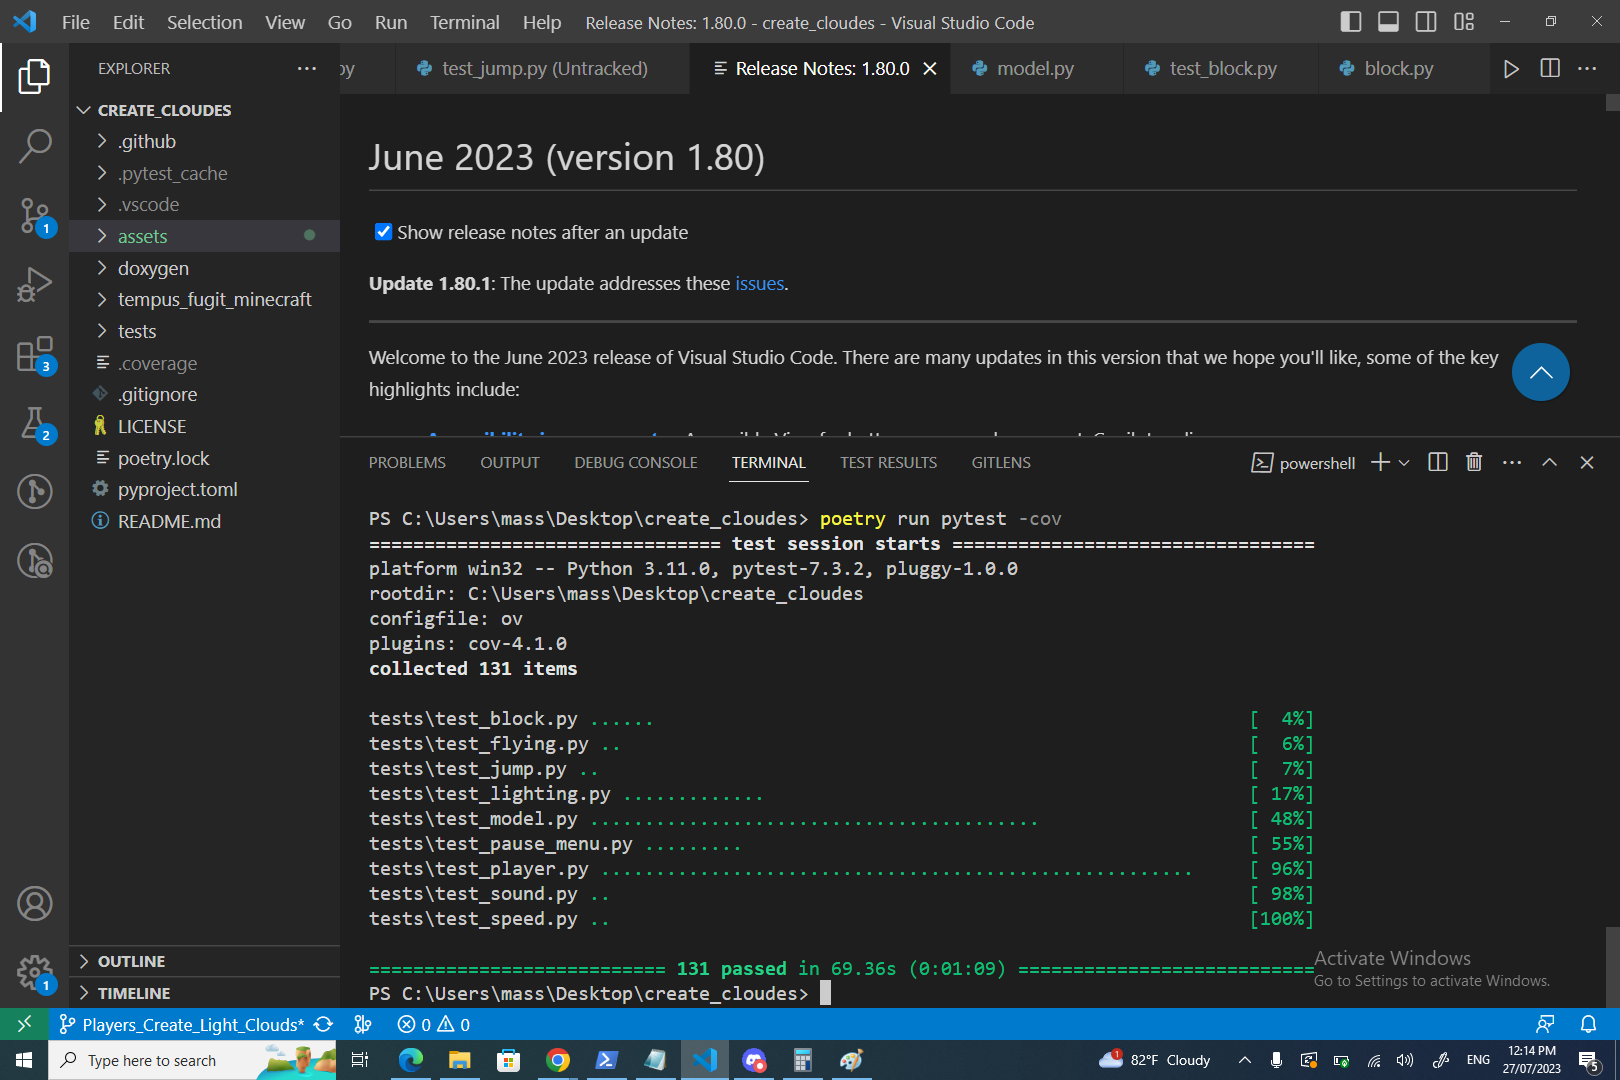 File Edit Selection View Go Run Terminal Help Release Notes: 1.80.0 - create_cloudes - Visual Studio Code
EXPLORER
py test_jump.py (Untracked) Release Notes: 1.80.0 model.py test_block.py block.py
CREATE_CLOUDES
.github
.pytest_cache
.vscode
assets
doxygen
tempus_fugit_minecraft
tests
.coverage
.gitignore
LICENSE
poetry.lock
pyproject.toml
README.md
OUTLINE
TIMELINE
1
3
2
1
June 2023 (version 1.80)
Show release notes after an update
Update 1.80.1: The update addresses these issues.
Welcome to the June 2023 release of Visual Studio Code. There are many updates in this version that we hope you'll like, some of the key
highlights include:
PROBLEMS OUTPUT DEBUG CONSOLE TERMINAL TEST RESULTS GITLENS powershell
PS C:\Users\mass\Desktop\create_cloudes> poetry run pytest -cov
================================ test session starts =================================
platform win32 -- Python 3.11.0, pytest-7.3.2, pluggy-1.0.0
rootdir: C:\Users\mass\Desktop\create_cloudes
configfile: ov
plugins: cov-4.1.0
collected 131 items
tests\test_block.py ...... [  4%]
tests\test_flying.py .. [  6%]
tests\test_jump.py .. [  7%]
tests\test_lighting.py ............. [ 17%]
tests\test_model.py ......................................... [ 48%]
tests\test_pause_menu.py ......... [ 55%]
tests\test_player.py ...................................................... [ 96%]
tests\test_sound.py .. [ 98%]
tests\test_speed.py .. [100%]
=========================== 131 passed in 69.36s (0:01:09) ===========================
PS C:\Users\mass\Desktop\create_cloudes>
Activate Windows
Go to Settings to activate Windows.
Players_Create_Light_Clouds* 0 0
Type here to search 1 82°F Cloudy ENG 12:14 PM
27/07/2023 5